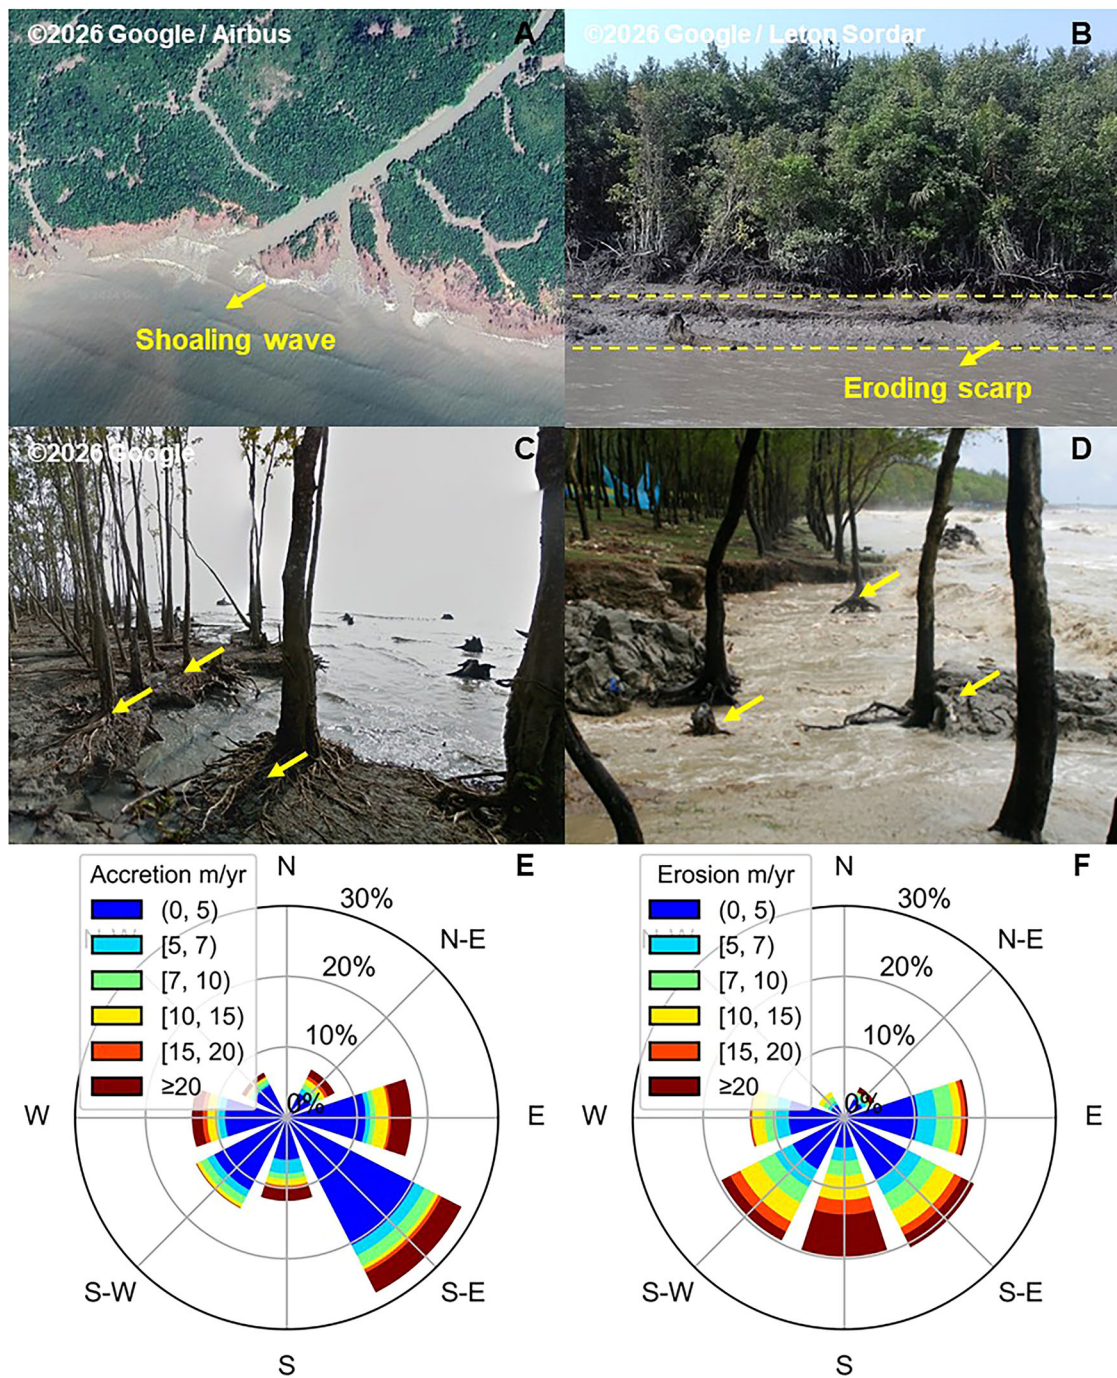 ©2026 Google / Airbus
A
Shoaling wave
©2026 Google / Leton Sordar
B
Eroding scarp
©2026 Google
C
D
E
Accretion m/yr
(0, 5)
[5, 7)
[7, 10)
[10, 15)
[15, 20)
≥20
N
N-E
E
S-E
S
S-W
W
30%
20%
10%
0%
F
Erosion m/yr
(0, 5)
[5, 7)
[7, 10)
[10, 15)
[15, 20)
≥20
N
N-E
E
S-E
S
S-W
W
30%
20%
10%
0%